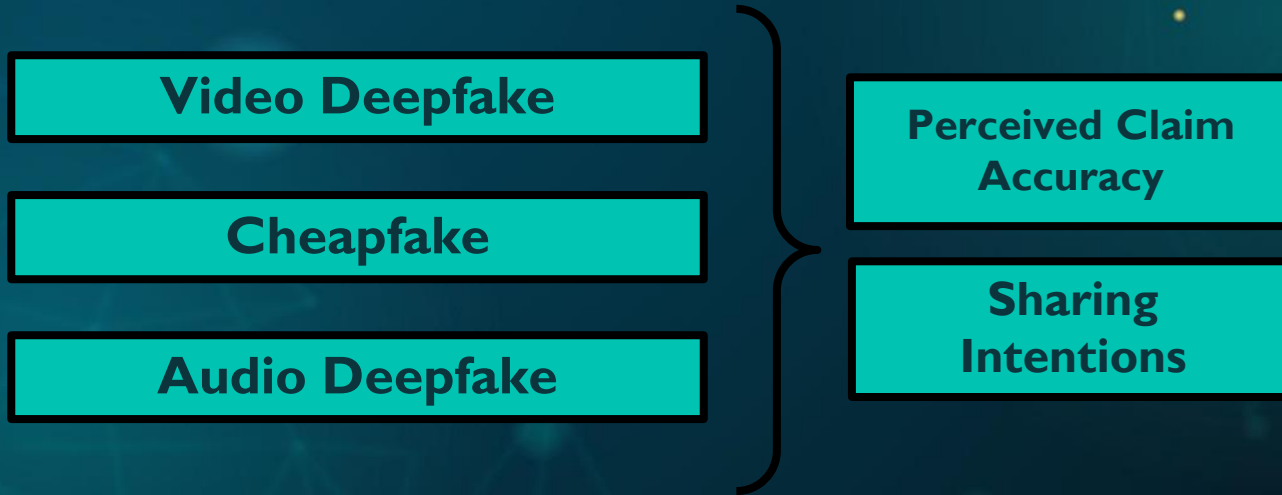 Video Deepfake
Cheapfake
Audio Deepfake
Perceived Claim
Accuracy
Sharing
Intentions